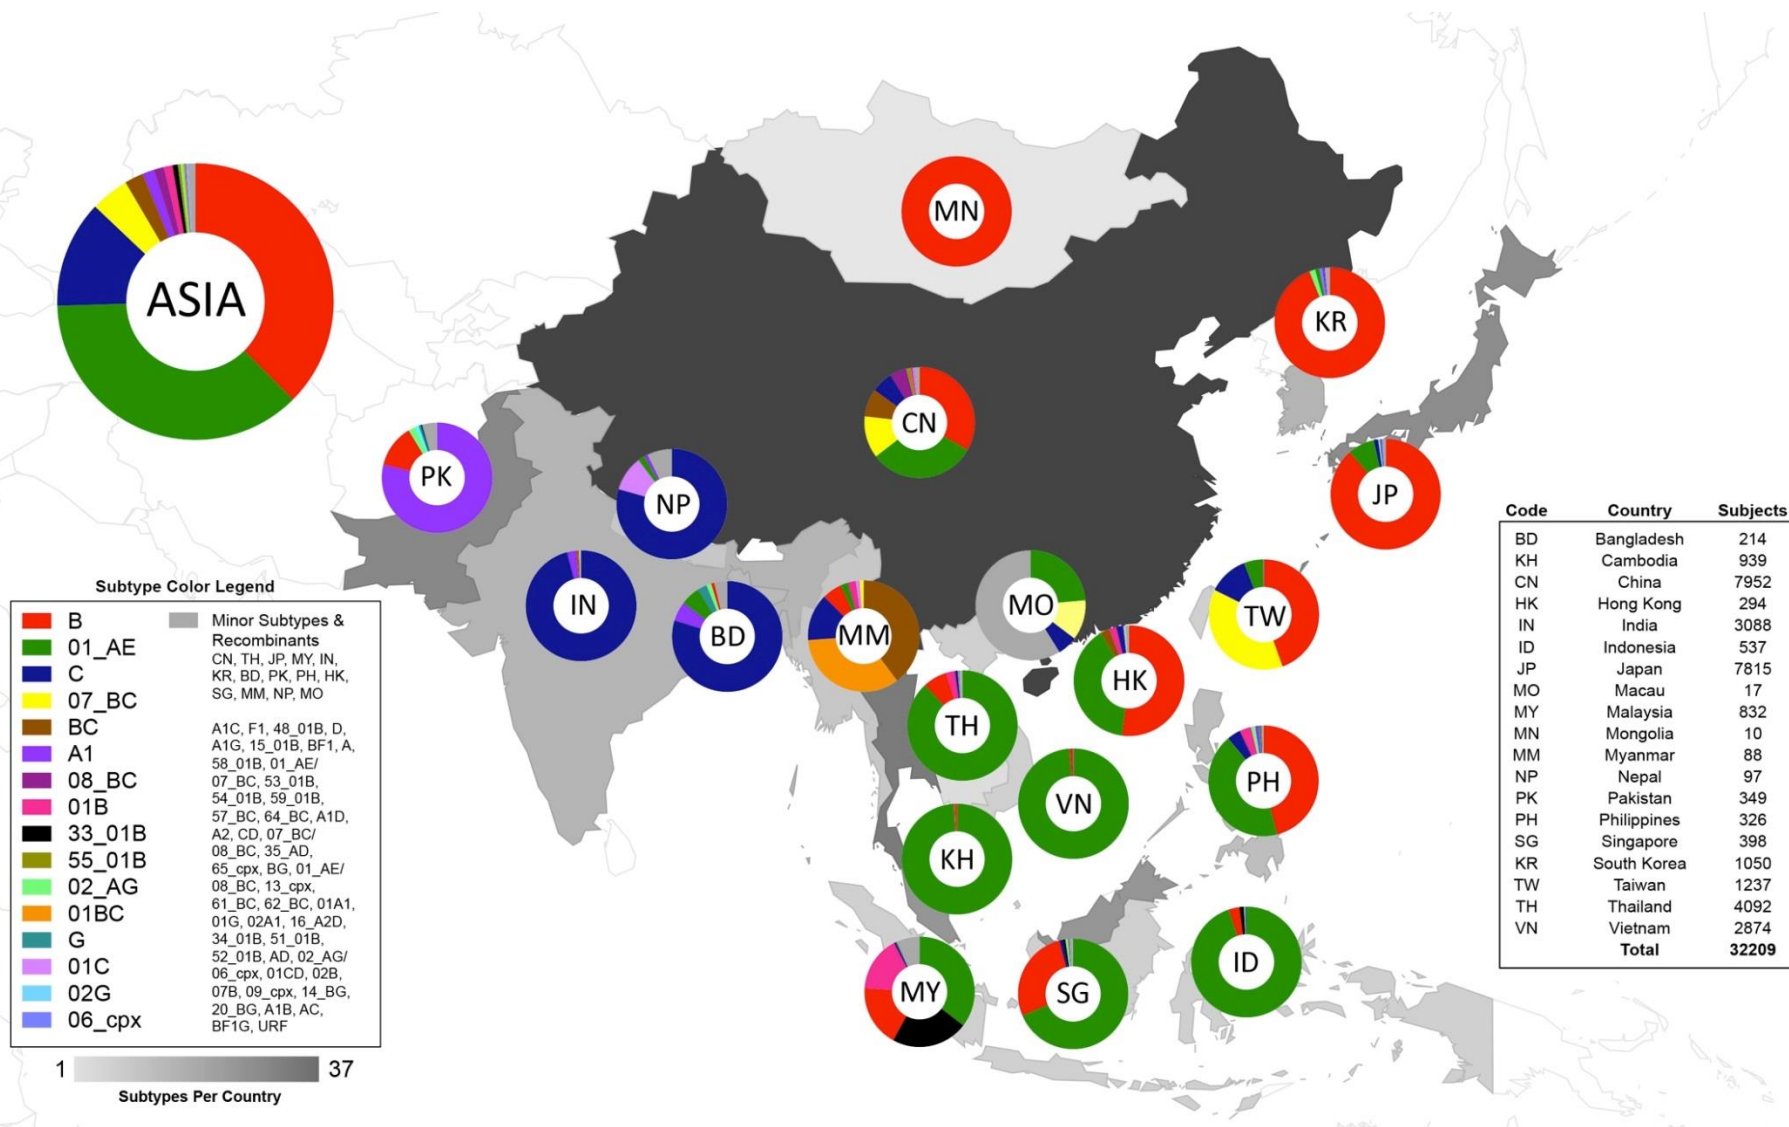 ASIA
MN
KR
CN
PK
NP
JP
IN
BD
MM
MO
TW
HK
TH
PH
VN
KH
MY
SG
ID
Subtype Color Legend
B
01_AE
C
07_BC
BC
A1
08_BC
01B
33_01B
55_01B
02_AG
01BC
G
01C
02G
06_cpx
Minor Subtypes &
Recombinants
CN, TH, JP, MY, IN,
KR, BD, PK, PH, HK,
SG, MM, NP, MO
A1C, F1, 48_01B, D,
A1G, 15_01B, BF1, A,
58_01B, 01_AE/
07_BC, 53_01B,
54_01B, 59_01B,
57_BC, 64_BC, A1D,
A2, CD, 07_BC/
08_BC, 35_AD,
65_cpx, BG, 01_AE/
08_BC, 13_cpx,
61_BC, 62_BC, 01A1,
01G, 02A1, 16_A2D,
34_01B, 51_01B,
52_01B, AD, 02_AG/
06_cpx, 01CD, 02B,
07B, 09_cpx, 14_BG,
20_BG, A1B, AC,
BF1G, URF
1 37
Subtypes Per Country
Code Country Subjects
BD Bangladesh 214
KH Cambodia 939
CN China 7952
HK Hong Kong 294
IN India 3088
ID Indonesia 537
JP Japan 7815
MO Macau 17
MY Malaysia 832
MN Mongolia 10
MM Myanmar 88
NP Nepal 97
PK Pakistan 349
PH Philippines 326
SG Singapore 398
KR South Korea 1050
TW Taiwan 1237
TH Thailand 4092
VN Vietnam 2874
Total 32209